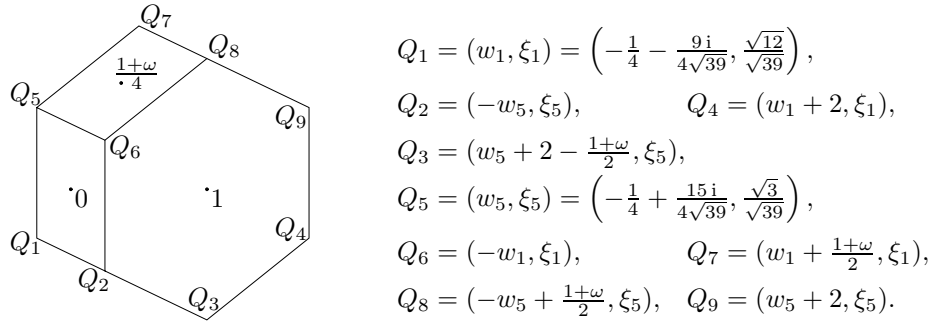 Q₇
Q₈
(1+ω)/4
Q₅
Q₉
Q₆
0
1
Q₁
Q₄
Q₂
Q₃
Q₁ = (w₁, ξ₁) = (−1/4 − 9 i/(4√39), √12/√39),
Q₂ = (−w₅, ξ₅), Q₄ = (w₁ + 2, ξ₁),
Q₃ = (w₅ + 2 − (1+ω)/2, ξ₅),
Q₅ = (w₅, ξ₅) = (−1/4 + 15 i/(4√39), √3/√39),
Q₆ = (−w₁, ξ₁), Q₇ = (w₁ + (1+ω)/2, ξ₁),
Q₈ = (−w₅ + (1+ω)/2, ξ₅), Q₉ = (w₅ + 2, ξ₅).